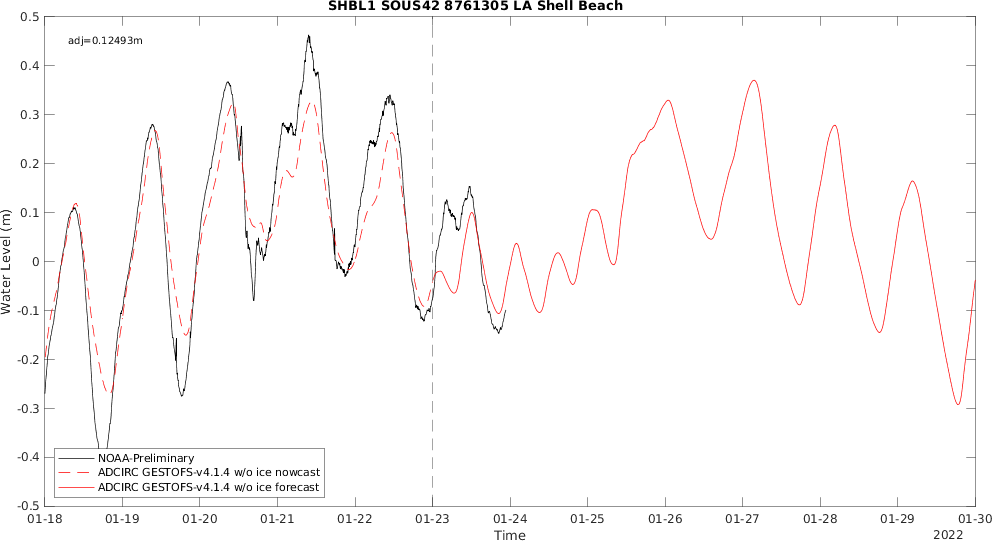 SHBL1 SOUS42 8761305 LA Shell Beach
adj=0.12493m
0.5
0.4
0.3
0.2
0.1
0
-0.1
-0.2
-0.3
-0.4
-0.5
Water Level (m)
NOAA-Preliminary
ADCIRC GESTOFS-v4.1.4 w/o ice nowcast
ADCIRC GESTOFS-v4.1.4 w/o ice forecast
01-18 01-19 01-20 01-21 01-22 01-23 01-24 01-25 01-26 01-27 01-28 01-29 01-30
Time
2022